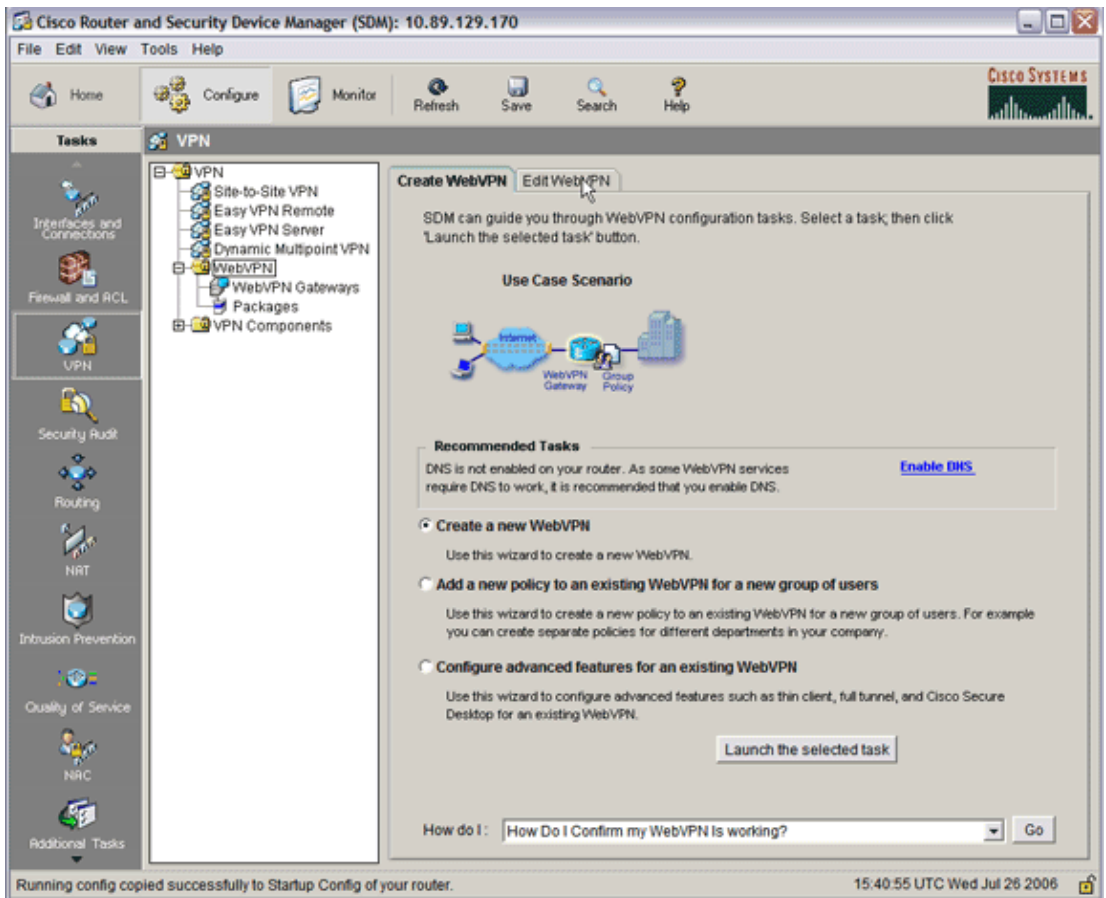 Cisco Router and Security Device Manager (SDM): 10.89.129.170
File Edit View Tools Help
Home
Configure
Monitor
Refresh
Save
Search
Help
CISCO SYSTEMS
Tasks
VPN
Interfaces and
Connections
Firewall and ACL
VPN
Security Audit
Routing
NAT
Intrusion Prevention
Quality of Service
NAC
Additional Tasks
VPN
Site-to-Site VPN
Easy VPN Remote
Easy VPN Server
Dynamic Multipoint VPN
WebVPN
WebVPN Gateways
Packages
VPN Components
Create WebVPN
Edit WebVPN
SDM can guide you through WebVPN configuration tasks. Select a task; then click
'Launch the selected task' button.
Use Case Scenario
Internet
WebVPN
Gateway
Group
Policy
Recommended Tasks
DNS is not enabled on your router. As some WebVPN services
require DNS to work, it is recommended that you enable DNS.
Enable DNS
Create a new WebVPN
Use this wizard to create a new WebVPN.
Add a new policy to an existing WebVPN for a new group of users
Use this wizard to create a new policy to an existing WebVPN for a new group of users. For example
you can create separate policies for different departments in your company.
Configure advanced features for an existing WebVPN
Use this wizard to configure advanced features such as thin client, full tunnel, and Cisco Secure
Desktop for an existing WebVPN.
Launch the selected task
How do I:
How Do I Confirm my WebVPN Is working?
Go
Running config copied successfully to Startup Config of your router.
15:40:55 UTC Wed Jul 26 2006